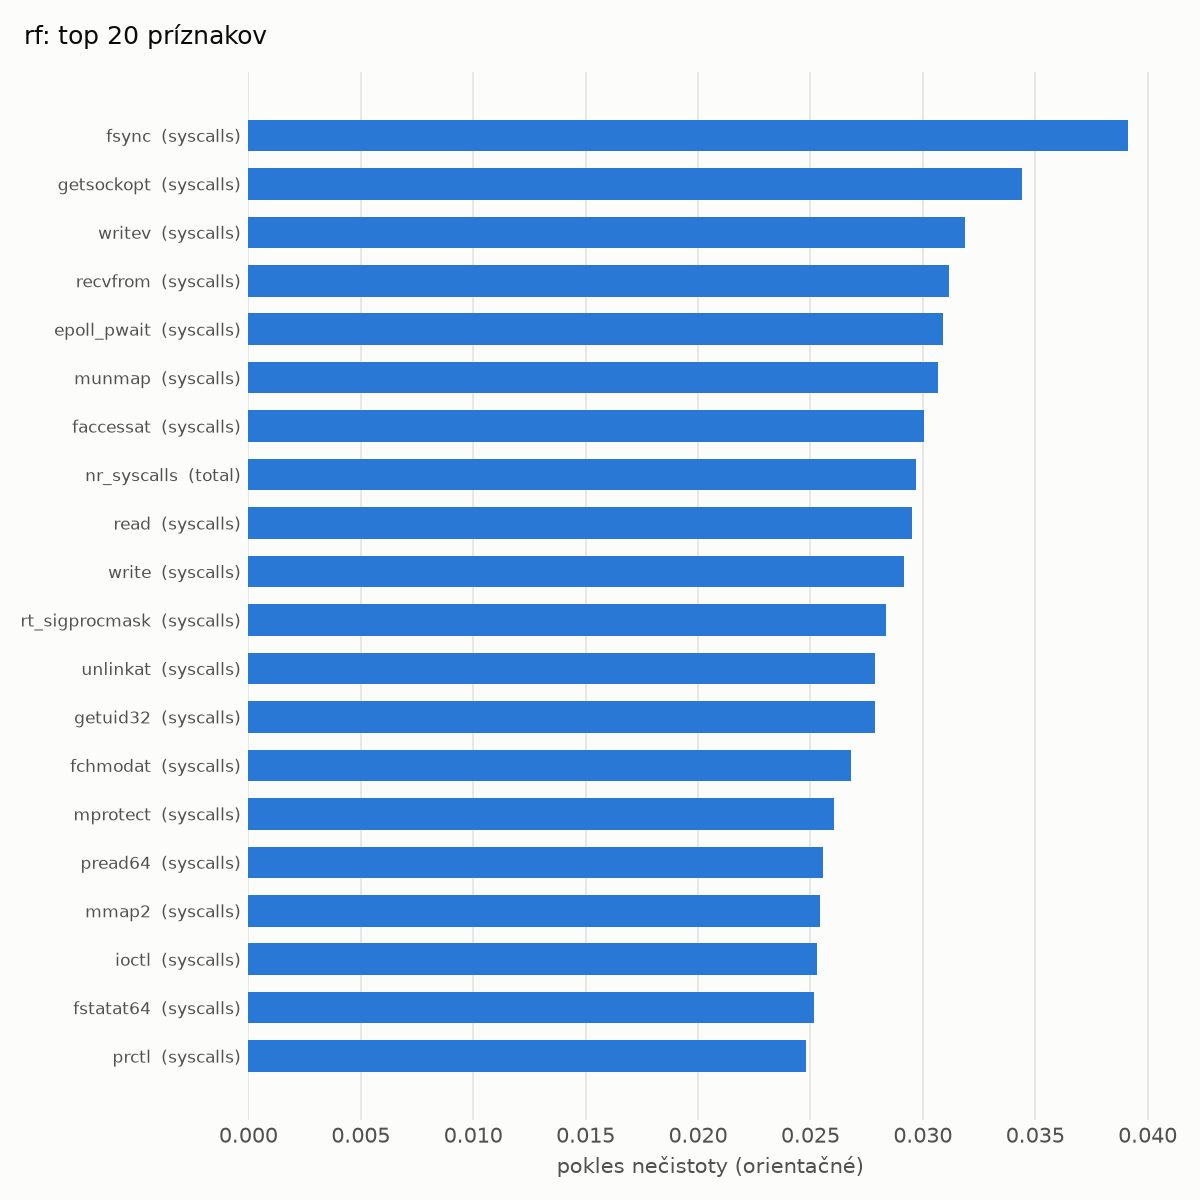 rf: top 20 príznakov
fsync (syscalls)
getsockopt (syscalls)
writev (syscalls)
recvfrom (syscalls)
epoll_pwait (syscalls)
munmap (syscalls)
faccessat (syscalls)
nr_syscalls (total)
read (syscalls)
write (syscalls)
rt_sigprocmask (syscalls)
unlinkat (syscalls)
getuid32 (syscalls)
fchmodat (syscalls)
mprotect (syscalls)
pread64 (syscalls)
mmap2 (syscalls)
ioctl (syscalls)
fstatat64 (syscalls)
prctl (syscalls)
0.000 0.005 0.010 0.015 0.020 0.025 0.030 0.035 0.040
pokles nečistoty (orientačné)